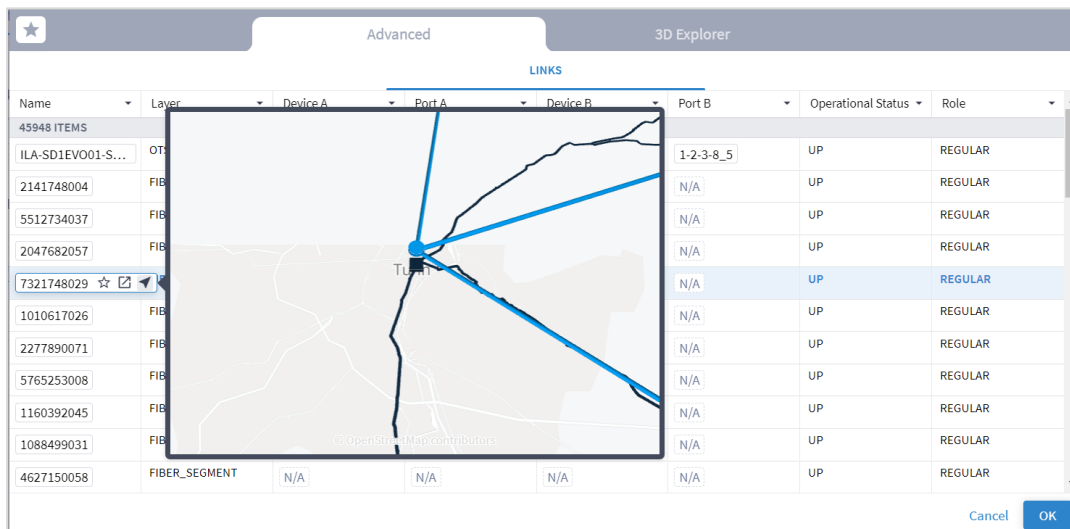 Advanced 3D Explorer
LINKS
Name Layer Device A Port A Device B Port B Operational Status Role
45948 ITEMS
ILA-SD1EVO01-S... 1-2-3-8_5 UP REGULAR
2141748004 FIB N/A UP REGULAR
5512734037 FIB N/A UP REGULAR
2047682057 FIB N/A UP REGULAR
7321748029 N/A UP REGULAR
1010617026 FIB N/A UP REGULAR
2277890071 FIB N/A UP REGULAR
5765253008 FIB N/A UP REGULAR
1160392045 FIB N/A UP REGULAR
1088499031 FIB N/A UP REGULAR
4627150058 FIBER_SEGMENT N/A N/A N/A N/A UP REGULAR
Turin
© OpenStreetMap contributors
Cancel OK